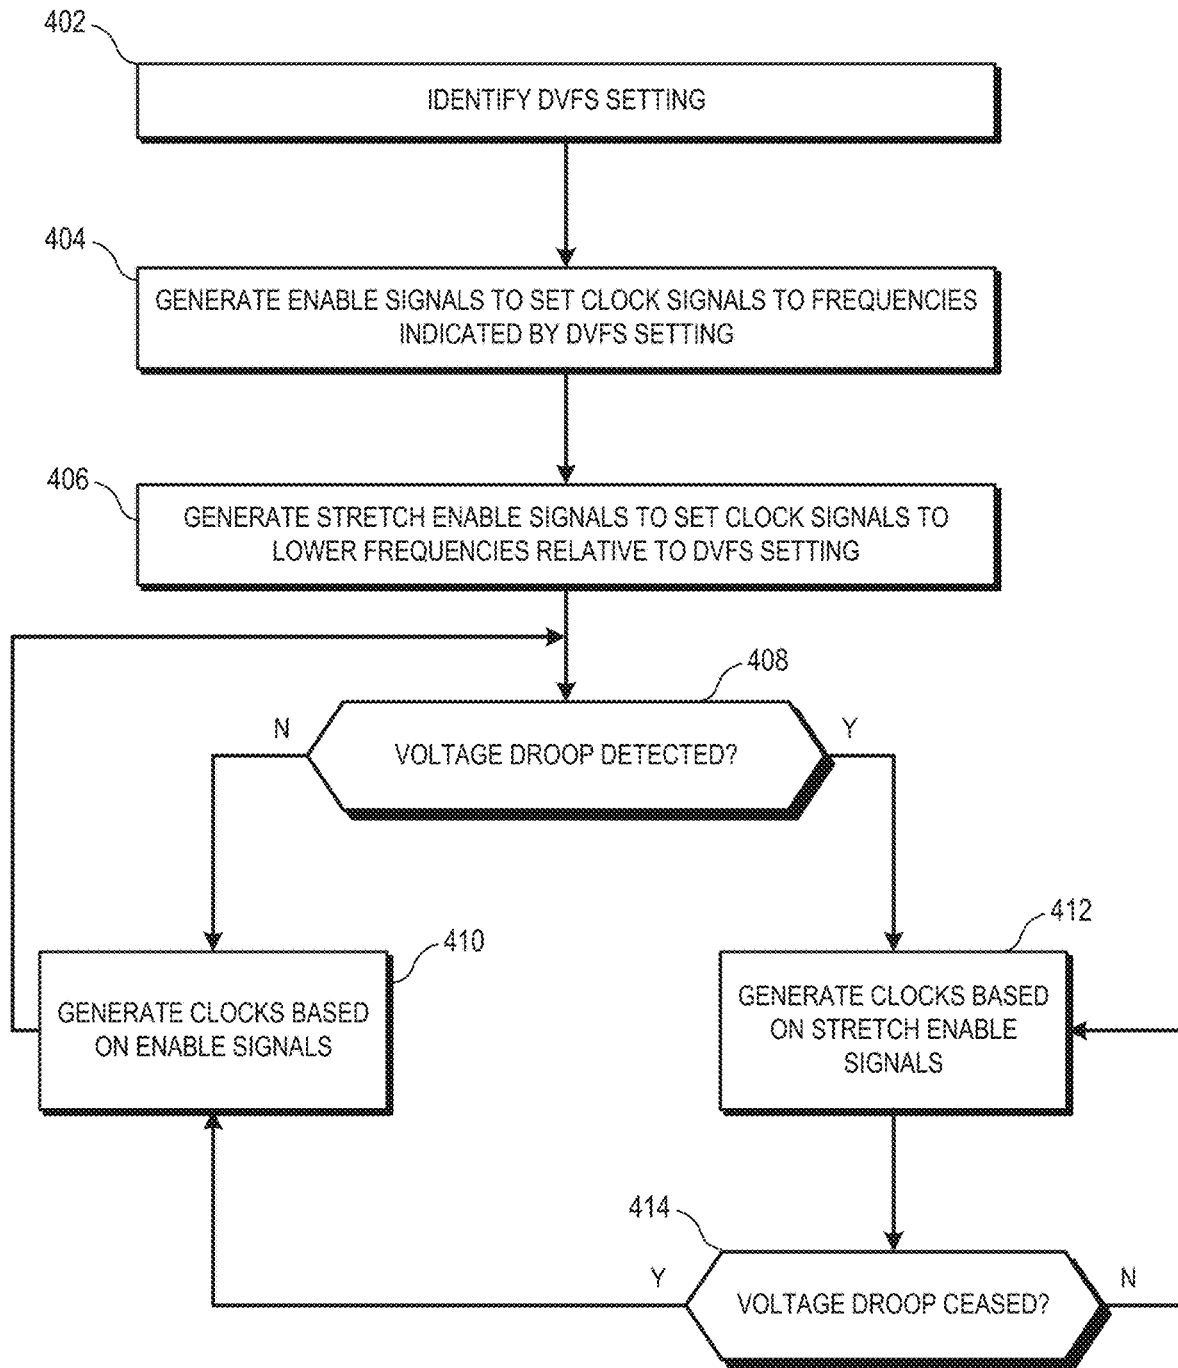 402
IDENTIFY DVFS SETTING
404
GENERATE ENABLE SIGNALS TO SET CLOCK SIGNALS TO FREQUENCIES
INDICATED BY DVFS SETTING
406
GENERATE STRETCH ENABLE SIGNALS TO SET CLOCK SIGNALS TO
LOWER FREQUENCIES RELATIVE TO DVFS SETTING
408
N
VOLTAGE DROOP DETECTED?
Y
410
GENERATE CLOCKS BASED
ON ENABLE SIGNALS
412
GENERATE CLOCKS BASED
ON STRETCH ENABLE
SIGNALS
414
Y
VOLTAGE DROOP CEASED?
N